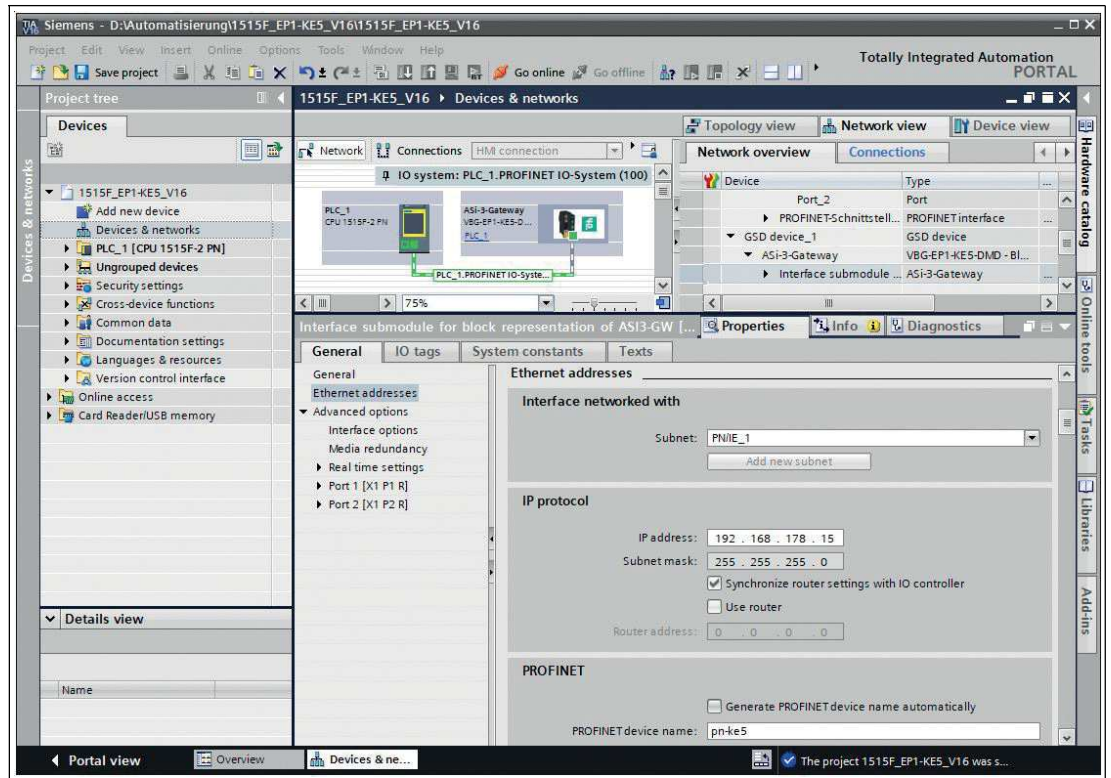 Siemens - D:\Automatisierung\1515F_EP1-KE5_V16\1515F_EP1-KE5_V16
Project Edit View Insert Online Options Tools Window Help
Totally Integrated Automation
PORTAL
Save project
Go online
Go offline
Project tree
1515F_EP1-KE5_V16 Devices & networks
Devices
Topology view
Network view
Device view
Network
Connections
HMI connection
Network overview
Connections
IO system: PLC_1.PROFINET IO-System (100)
Device
Type
...
1515F_EP1-KE5_V16
Add new device
Devices & networks
PLC_1 [CPU 1515F-2 PN]
Ungrouped devices
Security settings
Cross-device functions
Common data
Documentation settings
Languages & resources
Version control interface
Online access
Card Reader/USB memory
PLC_1
CPU 1515F-2 PN
ASi-3-Gateway
VBG-EP1-KE5-D...
PLC_1
PLC_1.PROFINET IO-Syste...
75%
Port_2 Port
PROFINET-Schnittstell... PROFINET interface ...
GSD device_1 GSD device
ASi-3-Gateway VBG-EP1-KE5-DMD - Bl...
Interface submodule ... ASi-3-Gateway ...
Interface submodule for block representation of ASI3-GW [...
Properties
Info
Diagnostics
General
IO tags
System constants
Texts
General
Ethernet addresses
Advanced options
Interface options
Media redundancy
Real time settings
Port 1 [X1 P1 R]
Port 2 [X1 P2 R]
Ethernet addresses
Interface networked with
Subnet: PN/IE_1
Add new subnet
IP protocol
IP address: 192 . 168 . 178 . 15
Subnet mask: 255 . 255 . 255 . 0
Synchronize router settings with IO controller
Use router
Router address: 0 . 0 . 0 . 0
PROFINET
Generate PROFINET device name automatically
PROFINET device name: pn-ke5
Details view
Name
Devices & networks
Hardware catalog
Online tools
Tasks
Libraries
Add-ins
Portal view
Overview
Devices & ne...
The project 1515F_EP1-KE5_V16 was s...